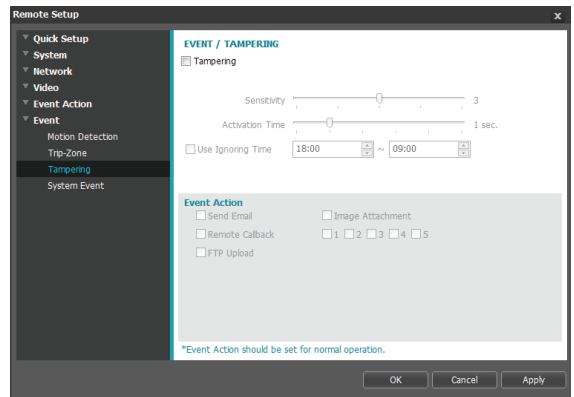 Remote Setup x
Quick Setup
System
Network
Video
Event Action
Event
Motion Detection
Trip-Zone
Tampering
System Event
EVENT / TAMPERING
Tampering
Sensitivity 3
Activation Time 1 sec.
Use Ignoring Time 18:00 ~ 09:00
Event Action
Send Email Image Attachment
Remote Callback 1 2 3 4 5
FTP Upload
*Event Action should be set for normal operation.
OK Cancel Apply